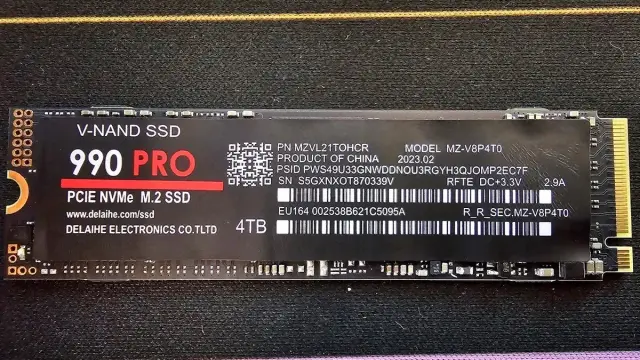 V-NAND SSD
990 PRO
PCIE NVMe M.2 SSD
www.delaihe.com/ssd
DELAIHE ELECTRONICS CO.TLTD
4TB
PN MZVL21TOHCR MODEL MZ-V8P4T0
PRODUCT OF CHINA 2023.02
PSID PWS49U33GNWDDNOU3RGYH3QJOMP2EC7F
SN S5GXNXOT870339V RFTE DC+3.3V 2.9A
EU164 002538B621C5095A R_R_SEC.MZ-V8P4T0